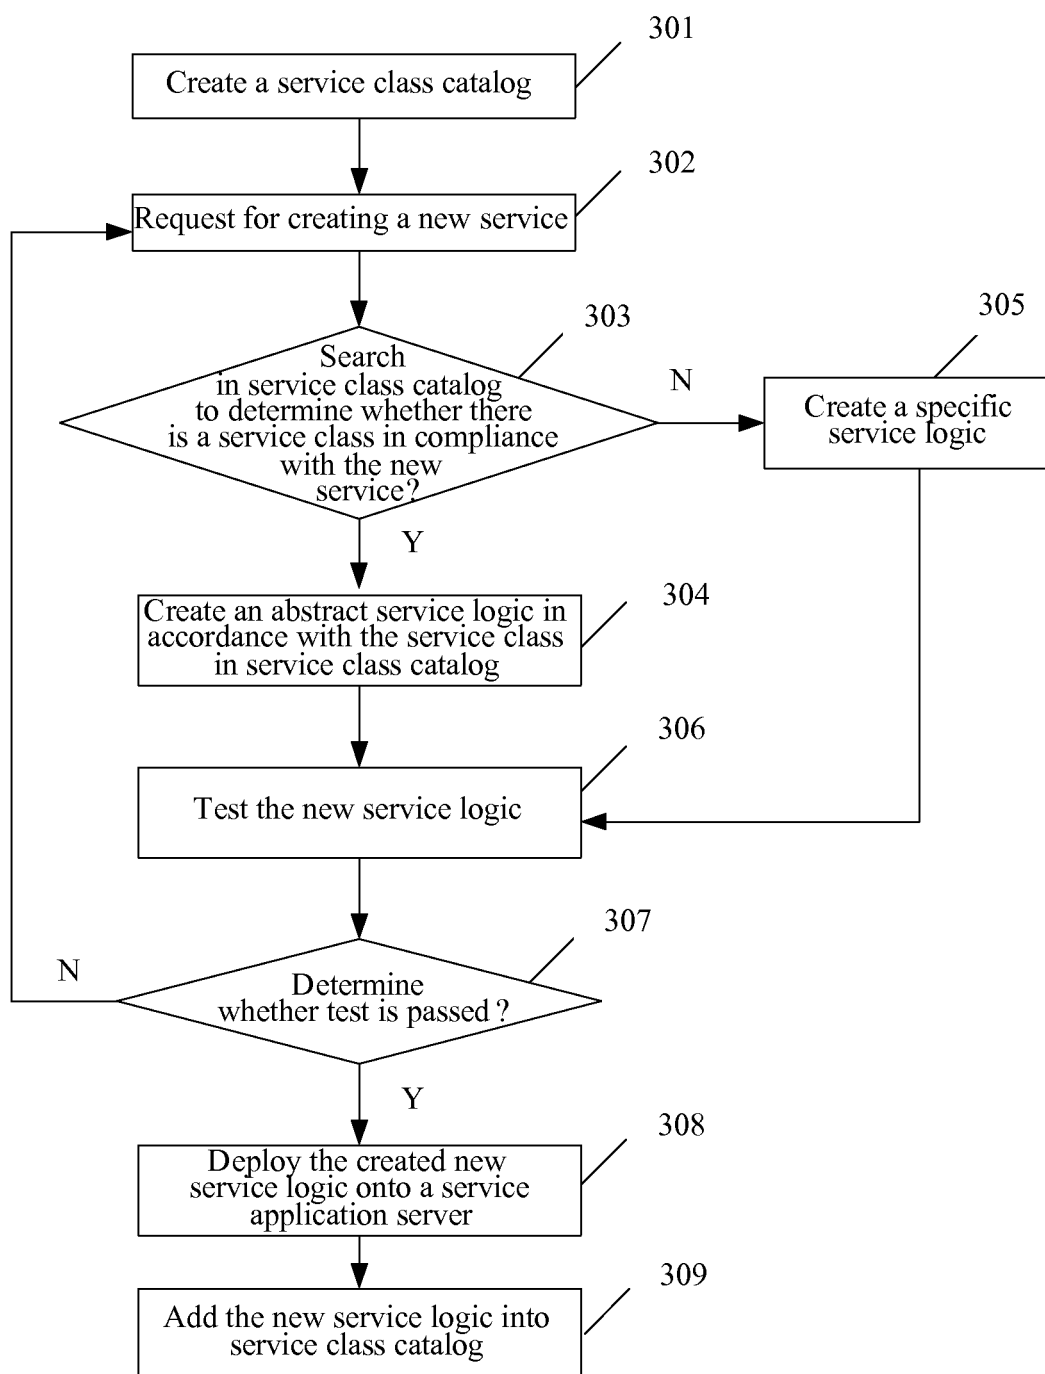 301
Create a service class catalog
302
Request for creating a new service
303
305
Search
in service class catalog
to determine whether there
is a service class in compliance
with the new
service?
N
Create a specific
service logic
Y
304
Create an abstract service logic in
accordance with the service class
in service class catalog
306
Test the new service logic
307
N
Determine
whether test is passed ?
Y
308
Deploy the created new
service logic onto a service
application server
309
Add the new service logic into
service class catalog